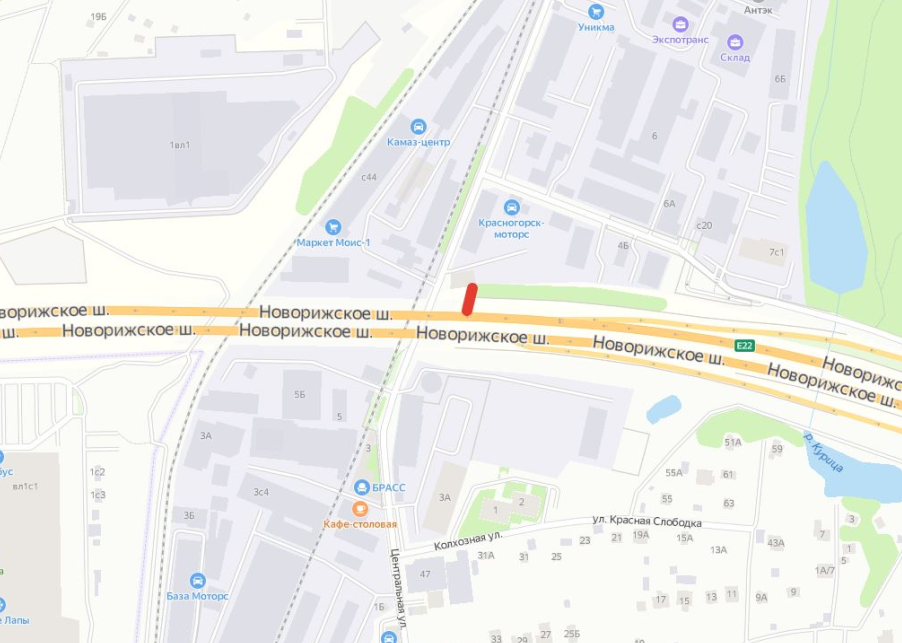 19Б
Антэк
Уникма
Экспотранс
Склад
6Б
1вл1
Камаз-центр
6
с44
6А
с20
Маркет Моис-1
Красногорск-
моторс
4Б
7с1
Новорижское ш.
ворижское ш.
ш.
Новорижское ш.
Новорижское ш.
Новорижское ш.
Новорижское ш.
E22
Новорижс
Новорижское ш.
5Б
5
3А
3
51А
59
р. Курица
бус
вл1с1
1с2
1с3
3с4
БРАСС
Кафе-столовая
3А
1
2
55А
61
55
63
3Б
ул. Красная Слободка
Колхозная ул.
31А
31
25
23
21
19А
15А
13А
43А
3
7
1
5
1А/7
47
Центральная ул.
База Моторс
е Лапы
1Б
17
15
13
11
9А
9
33
29
27
25Б